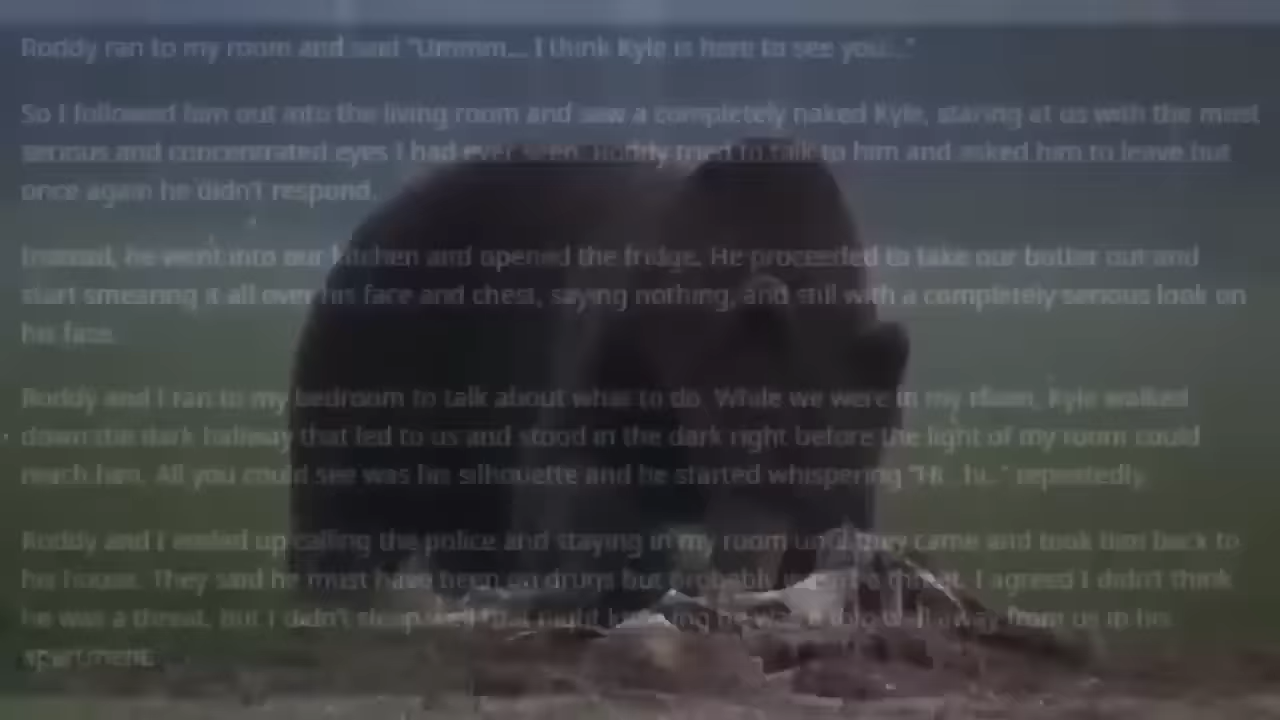 Roddy ran to my room and said "Ummm... I think Kyle is here to see you..."
So I followed him out into the living room and saw a completely naked Kyle, staring at us with the most
serious and concentrated eyes I had ever seen. Roddy tried to talk to him and asked him to leave but
once again he didn't respond.
Instead, he went into our kitchen and opened the fridge. He proceeded to take our butter out and
start smearing it all over his face and chest, saying nothing, and still with a completely serious look on
his face.
Roddy and I ran to my bedroom to talk about what to do. While we were in my room, Kyle walked
down the dark hallway that led to us and stood in the dark right before the light of my room could
reach him. All you could see was his silhouette and he started whispering "Hi.. hi.." repeatedly.
Roddy and I ended up calling the police and staying in my room until they came and took him back to
his house. They said he must have been on drugs but probably a threat. I agreed I didn't think
he was a threat, but I didn't sleep that he was away from us in his
apartment.